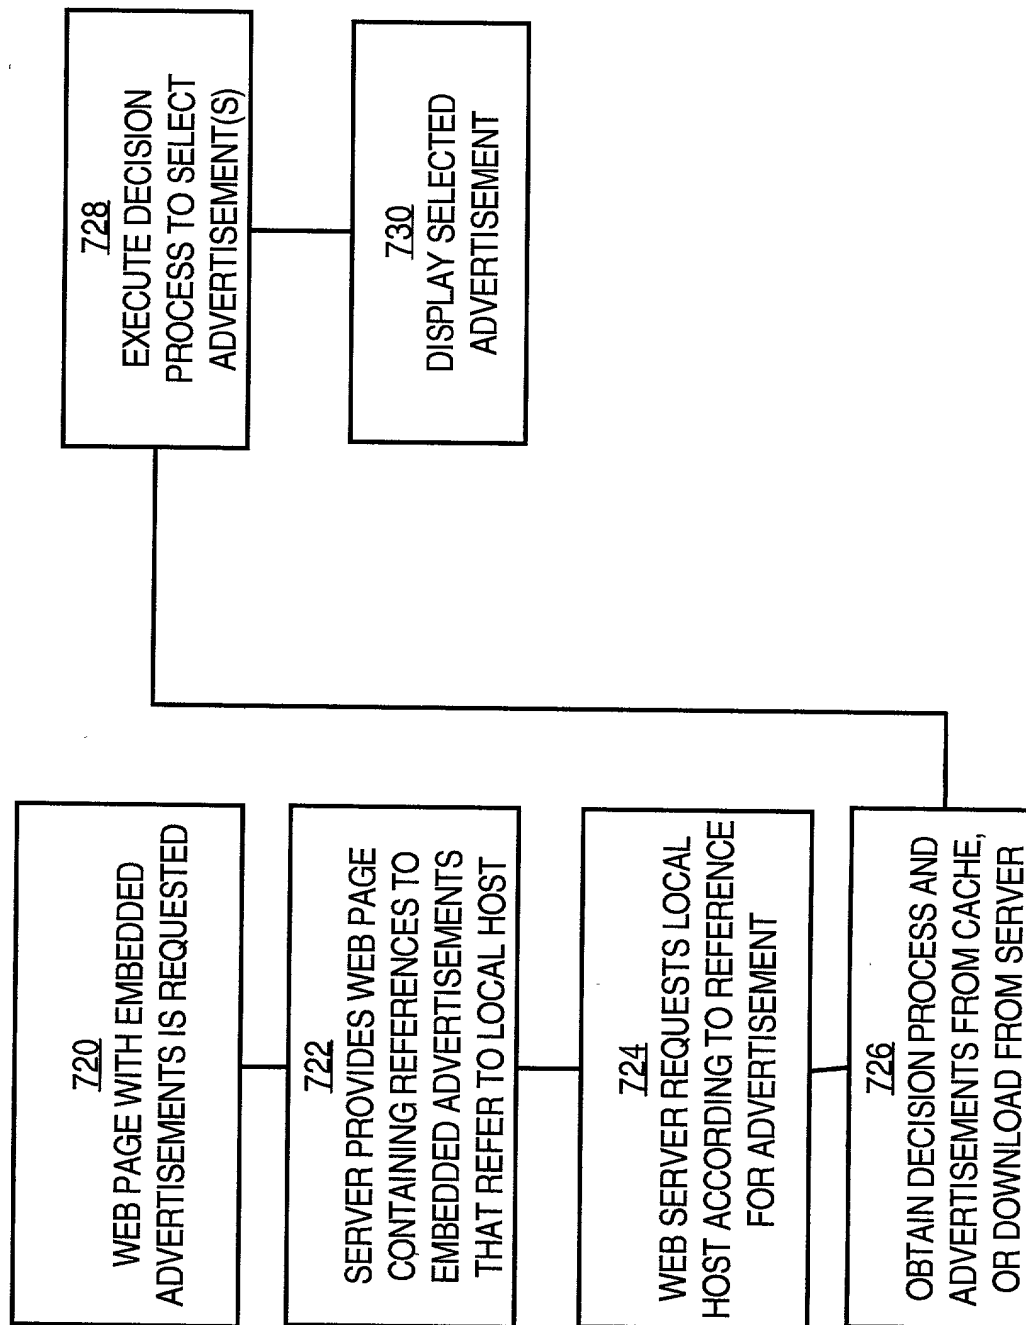 720
WEB PAGE WITH EMBEDDED
ADVERTISEMENTS IS REQUESTED
722
SERVER PROVIDES WEB PAGE
CONTAINING REFERENCES TO
EMBEDDED ADVERTISEMENTS
THAT REFER TO LOCAL HOST
724
WEB SERVER REQUESTS LOCAL
HOST ACCORDING TO REFERENCE
FOR ADVERTISEMENT
726
OBTAIN DECISION PROCESS AND
ADVERTISEMENTS FROM CACHE,
OR DOWNLOAD FROM SERVER
728
EXECUTE DECISION
PROCESS TO SELECT
ADVERTISEMENT(S)
730
DISPLAY SELECTED
ADVERTISEMENT